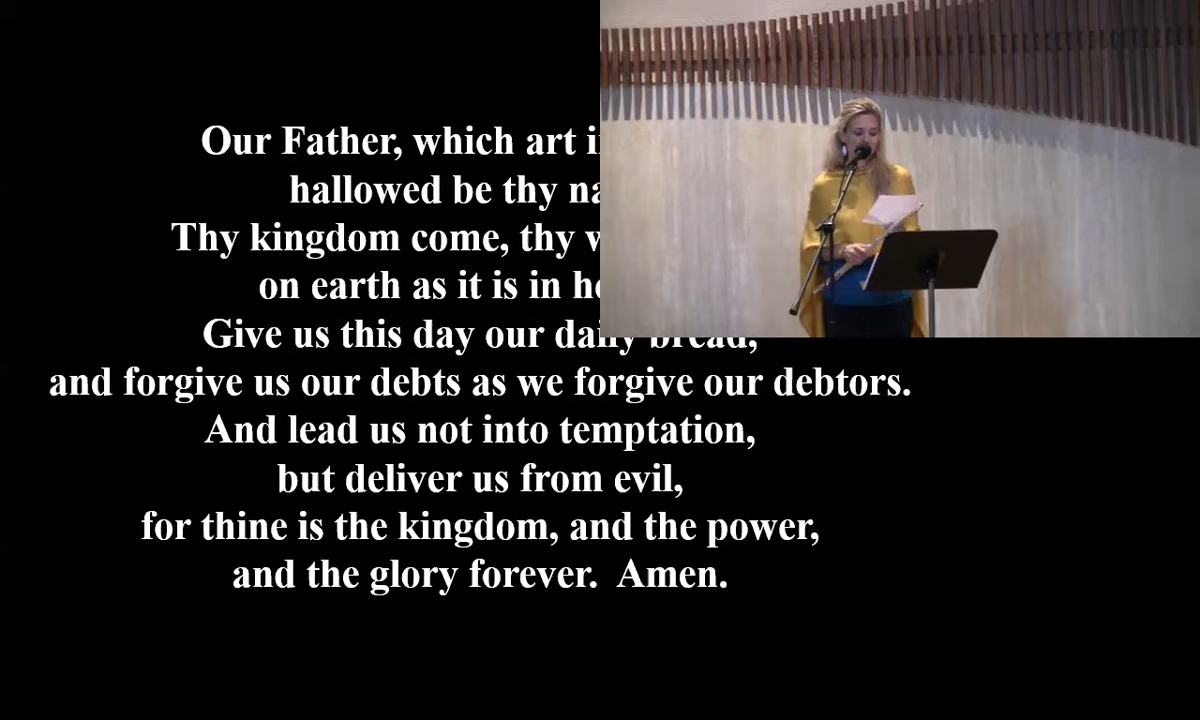 Our Father, which art i
hallowed be thy na
Thy kingdom come, thy w
on earth as it is in he
Give us this day our daily bread,
and forgive us our debts as we forgive our debtors.
And lead us not into temptation,
but deliver us from evil,
for thine is the kingdom, and the power,
and the glory forever.  Amen.